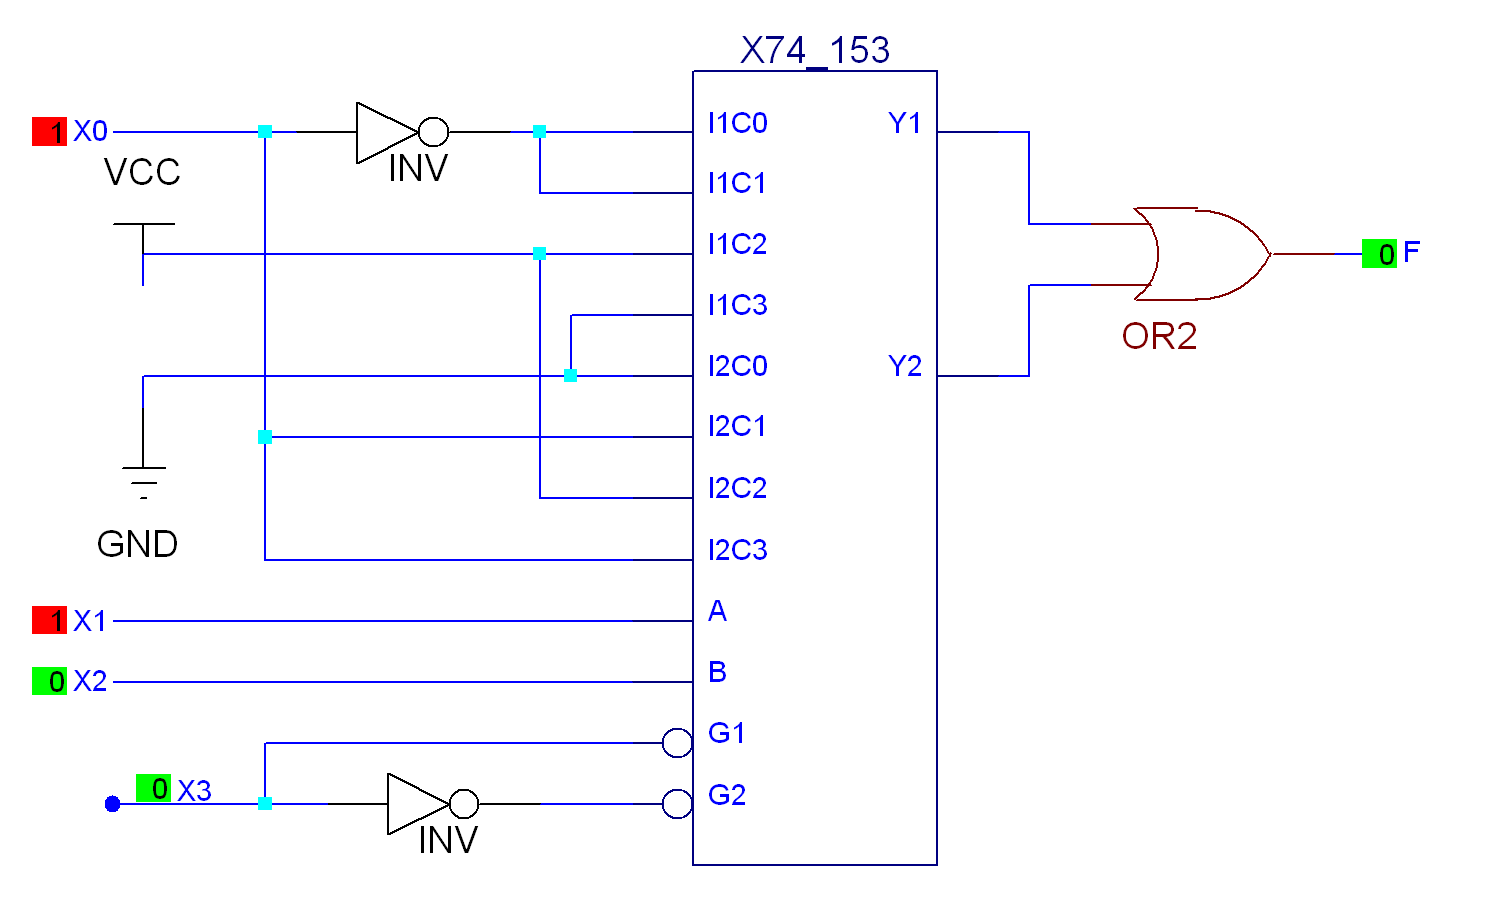 X74_153
1 X0
VCC
INV
I1C0
I1C1
I1C2
I1C3
I2C0
I2C1
I2C2
I2C3
A
B
G1
G2
Y1
Y2
OR2
0 F
GND
1 X1
0 X2
0 X3
INV